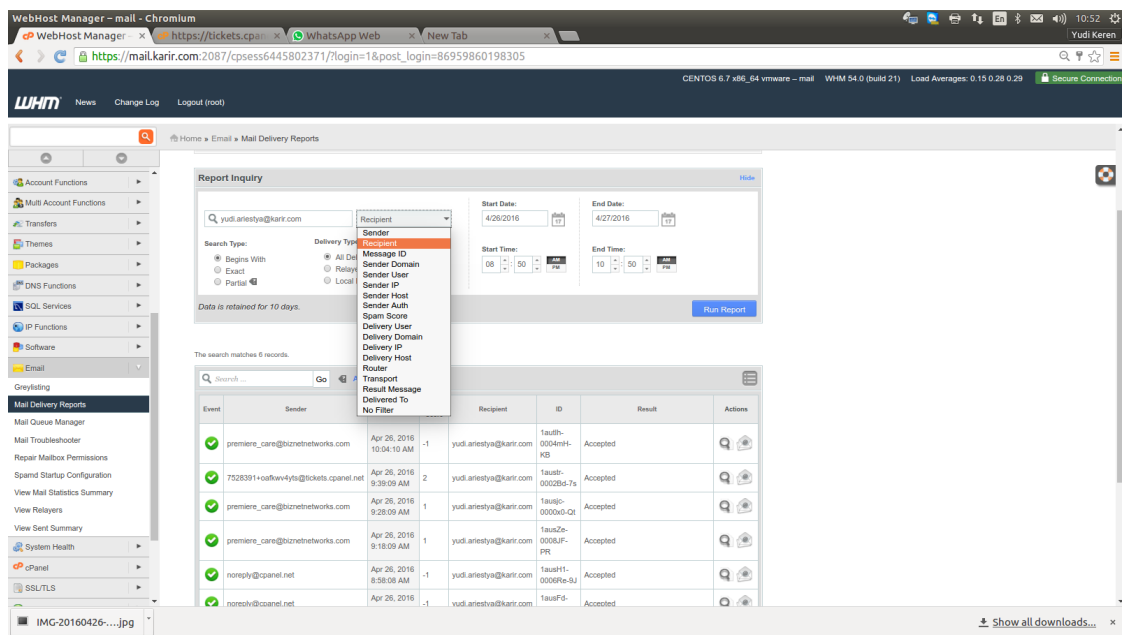 WebHost Manager – mail - Chromium
En
10:52
WebHost Manager –
https://tickets.cpan
WhatsApp Web
New Tab
Yudi Keren
https://mail.karir.com:2087/cpsess6445802371/?login=1&post_login=86959860198305
CENTOS 6.7 x86_64 vmware – mail WHM 54.0 (build 21) Load Averages: 0.15 0.28 0.29 Secure Connection
WHM News Change Log Logout (root)
Home » Email » Mail Delivery Reports
Account Functions
Multi Account Functions
Transfers
Themes
Packages
DNS Functions
SQL Services
IP Functions
Software
Email
Greylisting
Mail Delivery Reports
Mail Queue Manager
Mail Troubleshooter
Repair Mailbox Permissions
Spamd Startup Configuration
View Mail Statistics Summary
View Relayers
View Sent Summary
System Health
cPanel
SSL/TLS
Report Inquiry
Hide
yudi.ariestya@karir.com
Recipient
Start Date:
4/26/2016
17
End Date:
4/27/2016
17
Search Type:
Begins With
Exact
Partial
Delivery Type
All Del
Relaye
Local
Start Time:
08 : 50 AM PM
End Time:
10 : 50 AM PM
Sender
Recipient
Message ID
Sender Domain
Sender User
Sender IP
Sender Host
Sender Auth
Spam Score
Delivery User
Delivery Domain
Delivery IP
Delivery Host
Router
Transport
Result Message
Delivered To
No Filter
Data is retained for 10 days.
Run Report
The search matches 6 records.
Search ...
Go
A
Event Sender Recipient ID Result Actions
premiere_care@biznetnetworks.com Apr 26, 2016 10:04:10 AM -1 yudi.ariestya@karir.com 1autIh-0004mH-KB Accepted
7528391+oafkwv4yts@tickets.cpanel.net Apr 26, 2016 9:39:09 AM 2 yudi.ariestya@karir.com 1austr-0002Bd-7s Accepted
premiere_care@biznetnetworks.com Apr 26, 2016 9:28:09 AM 1 yudi.ariestya@karir.com 1ausjc-0000x0-Qt Accepted
premiere_care@biznetnetworks.com Apr 26, 2016 9:18:09 AM 1 yudi.ariestya@karir.com 1ausZe-0008JF-PR Accepted
noreply@cpanel.net Apr 26, 2016 8:58:08 AM -1 yudi.ariestya@karir.com 1ausH1-0006Re-9J Accepted
noreply@cpanel.net Apr 26, 2016 -1 yudi.ariestya@karir.com 1ausFd- Accepted
IMG-20160426-....jpg
Show all downloads...